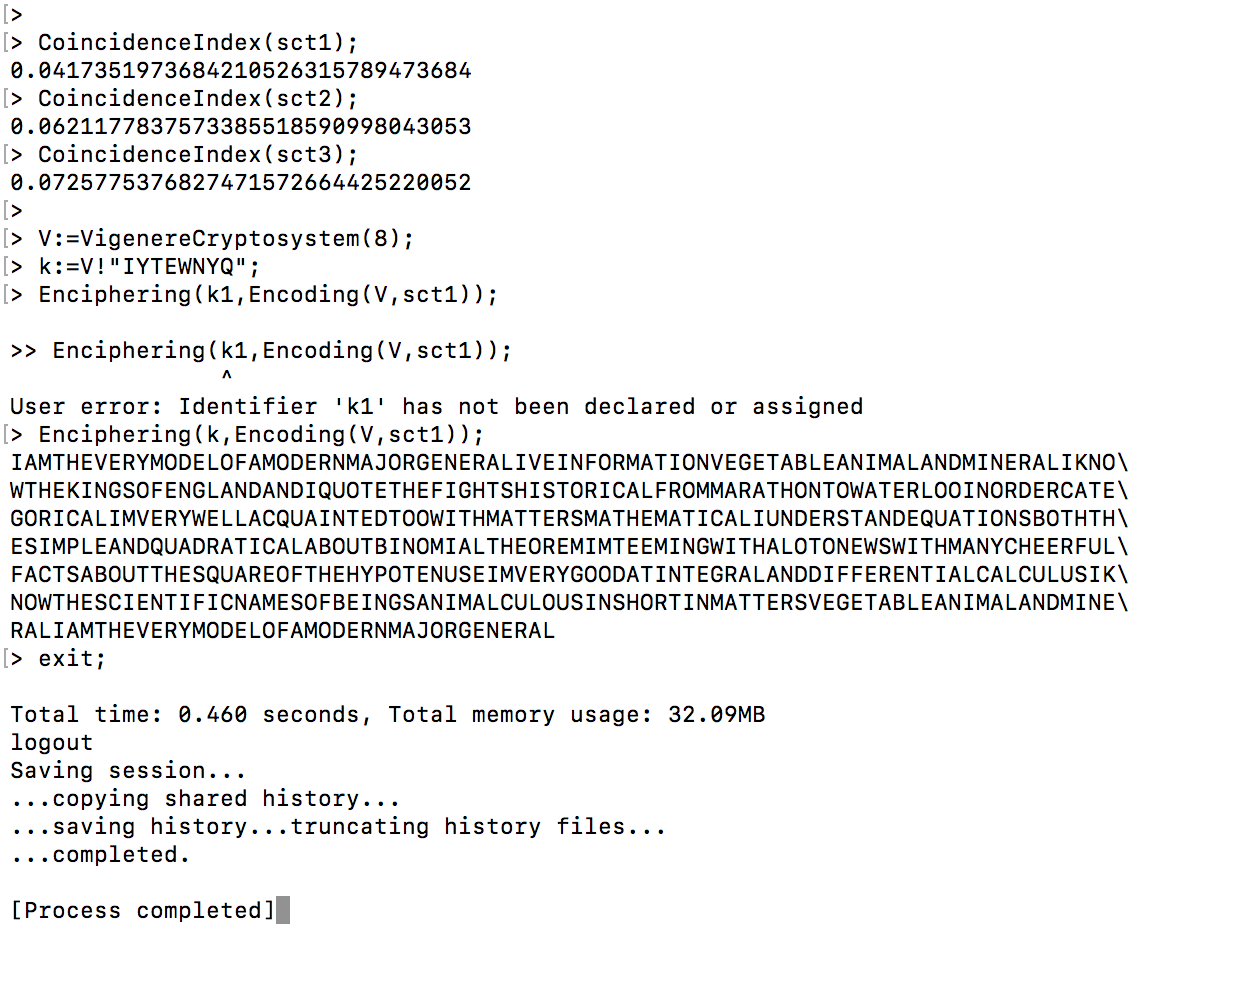 [>
[> CoincidenceIndex(sct1);
0.0417351973684210526315789473684
[> CoincidenceIndex(sct2);
0.0621177837573385518590998043053
[> CoincidenceIndex(sct3);
0.0725775376827471572664425220052
[>
[> V:=VigenereCryptosystem(8);
[> k:=V!"IYTEWNYQ";
[> Enciphering(k1,Encoding(V,sct1));
>> Enciphering(k1,Encoding(V,sct1));
^
User error: Identifier 'k1' has not been declared or assigned
[> Enciphering(k,Encoding(V,sct1));
IAMTHEVERYMODELOFAMODERNMAJORGENERALIVEINFORMATIONVEGETABLEANIMALANDMINERALIKNO\
WTHEKINGSOFENGLANDANDIQUOTETHEFIGHTSHISTORICALFROMMARATHONTOWATERLOOINORDERCATE\
GORICALIMVERYWELLACQUAINTEDTOOWITHMATTERSMATHEMATICALIUNDERSTANDEQUATIONSBOTHTH\
ESIMPLEANDQUADRATICALABOUTBINOMIALTHEOREMIMTEEMINGWITHALOTONEWSWITHMANYCHEERFUL\
FACTSABOUTTHESQUAREOFTHEHYPOTENUSEIMVERYGOODATINTEGRALANDDIFFERENTIALCALCULUSIK\
NOWTHESCIENTIFICNAMESOFBEINGSANIMALCULOUSINSHORTINMATTERSVEGETABLEANIMALANDMINE\
RALIAMTHEVERYMODELOFAMODERNMAJORGENERAL
[> exit;
Total time: 0.460 seconds, Total memory usage: 32.09MB
logout
Saving session...
...copying shared history...
...saving history...truncating history files...
...completed.
[Process completed]